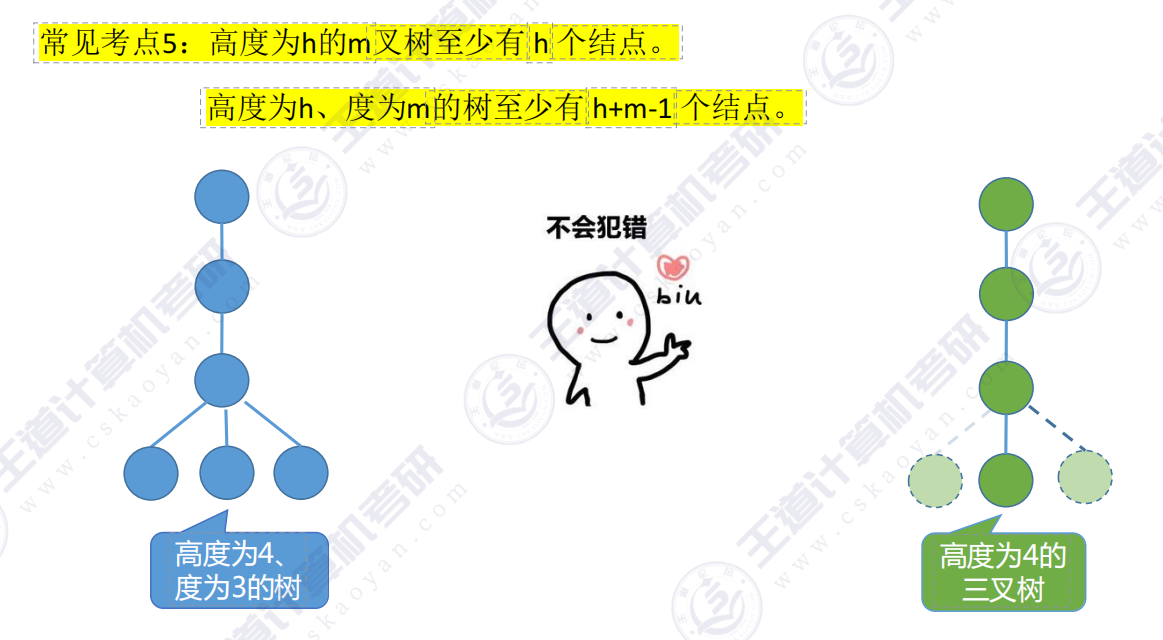 常见考点5：高度为h的m叉树至少有 h 个结点。
高度为h、度为m的树至少有 h+m-1 个结点。
不会犯错
biu
高度为4、
度为3的树
高度为4的
三叉树
王道计算机考研
www.cskaoyan.com